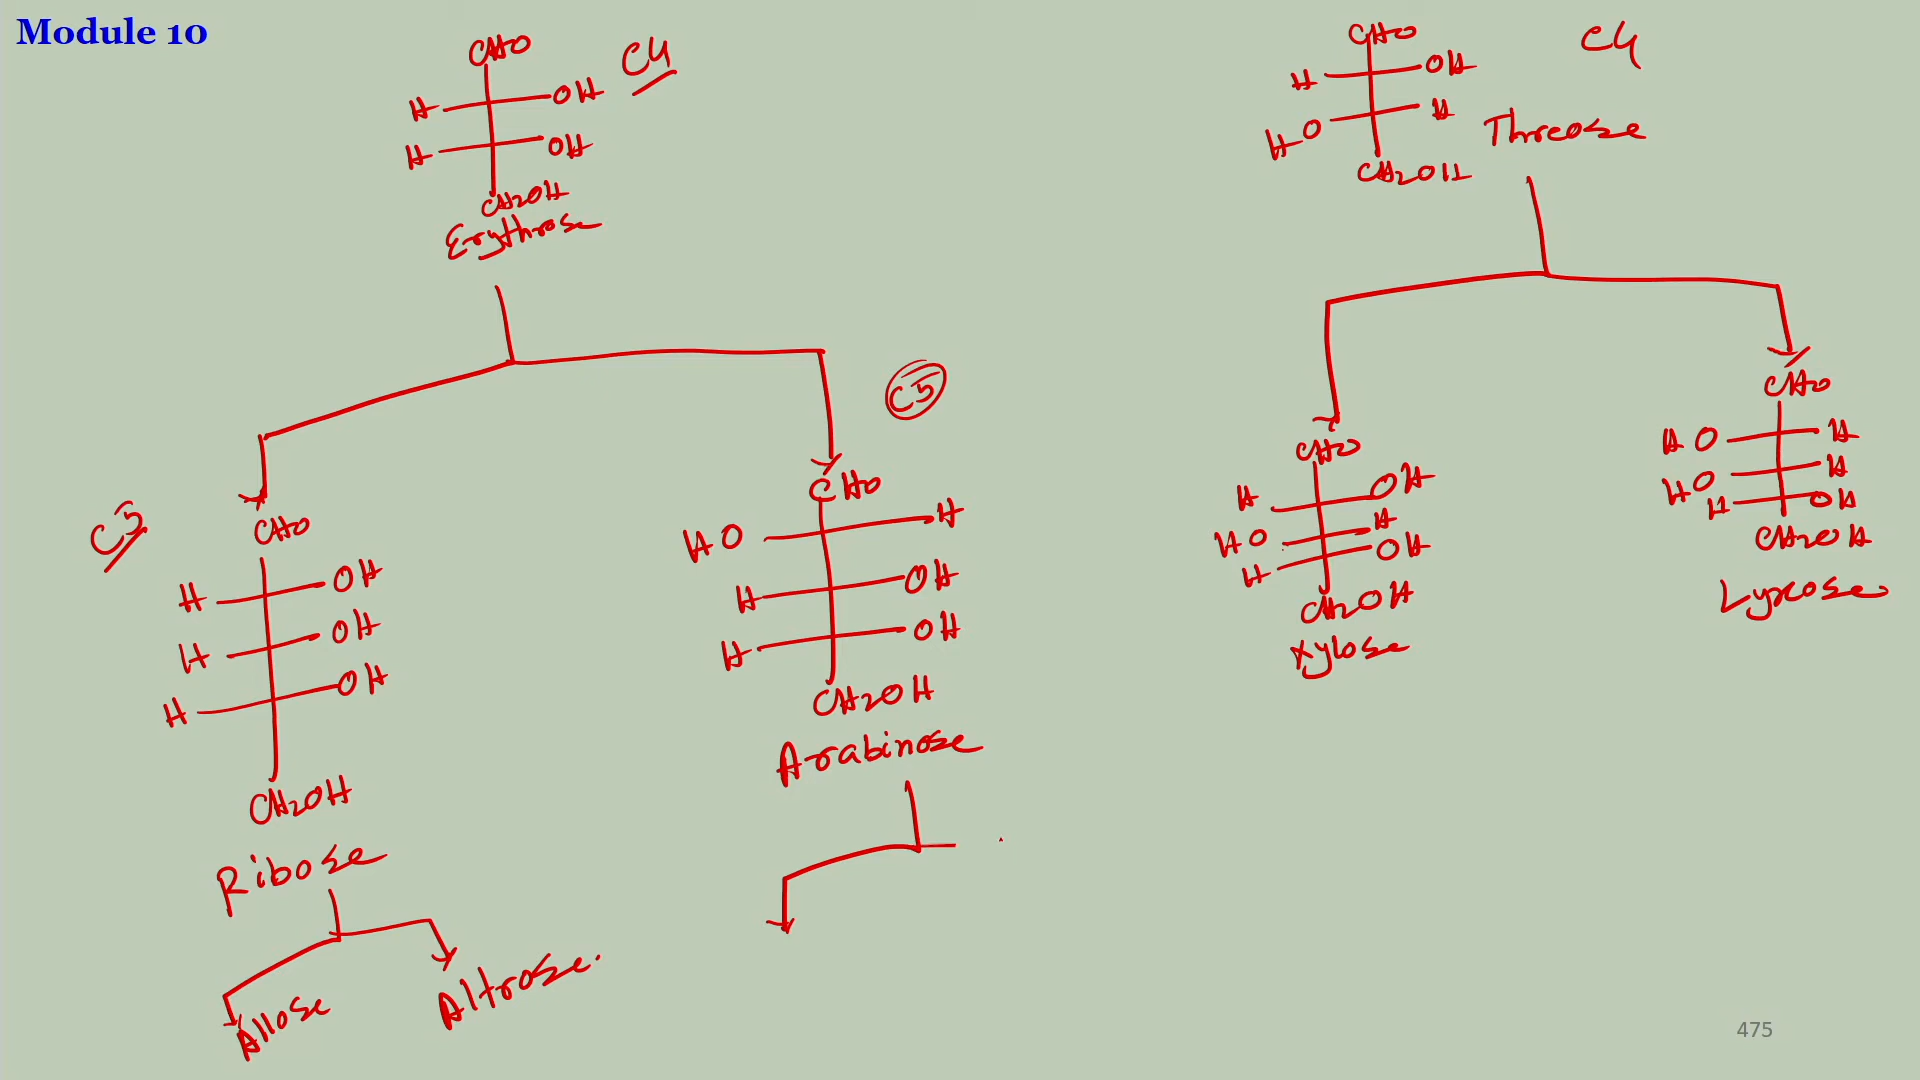 Module 10
CHO
C4
H OH
H OH
CH2OH
Erythrose
CHO
C4
H OH
HO H
CH2OH
Threose
C5
CHO
H OH
H OH
H OH
CH2OH
Ribose
Allose
Altrose.
C5
CHO
HO H
H OH
H OH
CH2OH
Arabinose
CHO
H OH
HO H
H OH
CH2OH
Xylose
CHO
HO H
HO H
H OH
CH2OH
Lyxose
475